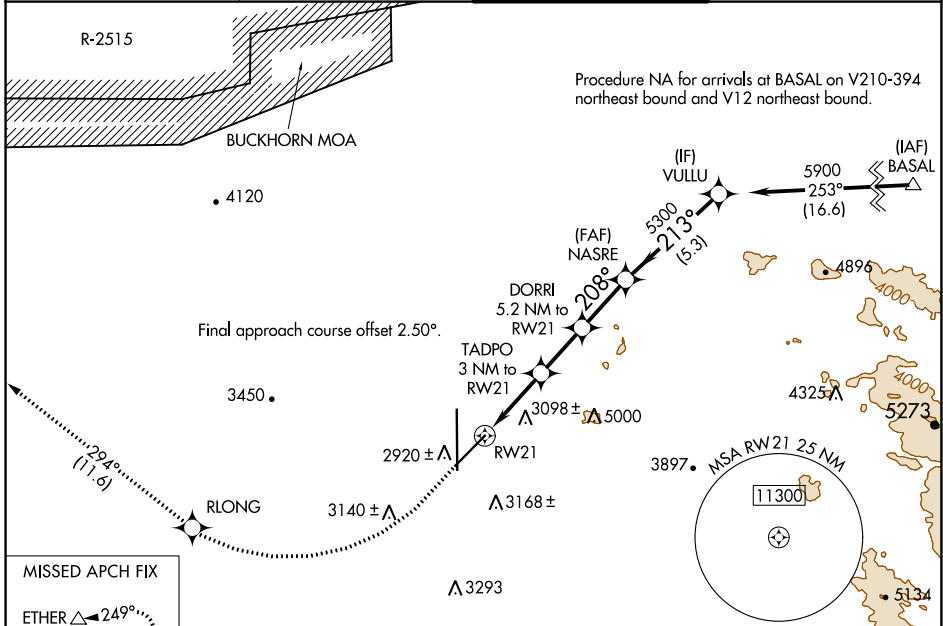 R-2515
BUCKHORN MOA
Procedure NA for arrivals at BASAL on V210-394
northeast bound and V12 northeast bound.
(IAF)
BASAL
5900
253°
(16.6)
(IF)
VULLU
5300
213°
(5.3)
(FAF)
NASRE
208°
DORRI
5.2 NM to
RW21
TADPO
3 NM to
RW21
4120
Final approach course offset 2.50°.
3450
4896
4000
4000
4325
5273
3098 ±
5000
2920 ±
RW21
3897
MSA RW21 25 NM
11300
294°
(11.6)
RLONG
3140 ±
3168 ±
3293
5134
MISSED APCH FIX
ETHER
249°